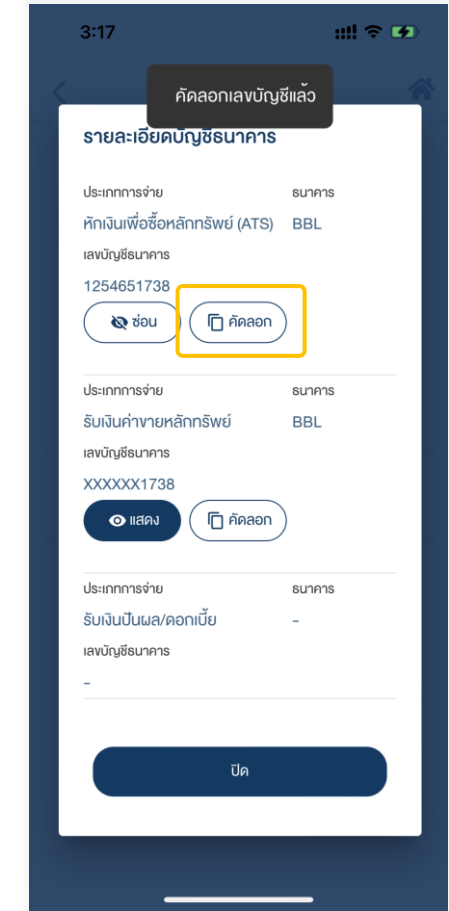 3:17
คัดลอกเลขบัญชีแล้ว
รายละเอียดบัญชีธนาคาร
ประเภทการจ่าย ธนาคาร
หักเงินเพื่อซื้อหลักทรัพย์ (ATS) BBL
เลขบัญชีธนาคาร
1254651738
ซ่อน คัดลอก
ประเภทการจ่าย ธนาคาร
รับเงินค่าขายหลักทรัพย์ BBL
เลขบัญชีธนาคาร
XXXXXX1738
แสดง คัดลอก
ประเภทการจ่าย ธนาคาร
รับเงินปันผล/ดอกเบี้ย -
เลขบัญชีธนาคาร
-
ปิด